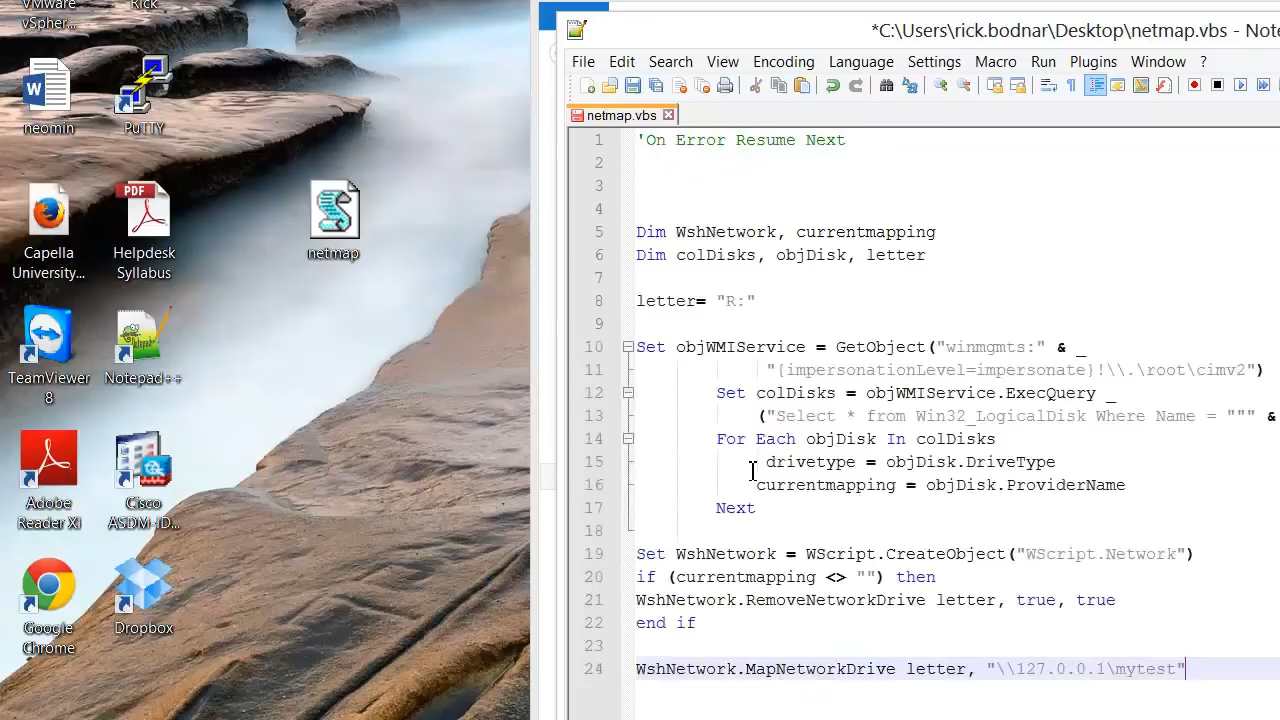 VMware
vSpher...
Rick
neomin
PuTTY
PDF
Capella
University...
Helpdesk
Syllabus
netmap
TeamViewer
8
Notepad++
Adobe
Reader XI
Cisco
ASDM-ID...
Google
Chrome
Dropbox
*C:\Users\rick.bodnar\Desktop\netmap.vbs - Note
File Edit Search View Encoding Language Settings Macro Run Plugins Window ?
netmap.vbs
1 'On Error Resume Next
2
3
4
5 Dim WshNetwork, currentmapping
6 Dim colDisks, objDisk, letter
7
8 letter= "R:"
9
10 Set objWMIService = GetObject("winmgmts:" & _
11 "{impersonationLevel=impersonate}!\\.\root\cimv2")
12 Set colDisks = objWMIService.ExecQuery _
13 ("Select * from Win32_LogicalDisk Where Name = """ &
14 For Each objDisk In colDisks
15 drivetype = objDisk.DriveType
16 currentmapping = objDisk.ProviderName
17 Next
18
19 Set WshNetwork = WScript.CreateObject("WScript.Network")
20 if (currentmapping <> "") then
21 WshNetwork.RemoveNetworkDrive letter, true, true
22 end if
23
24 WshNetwork.MapNetworkDrive letter, "\\127.0.0.1\mytest"